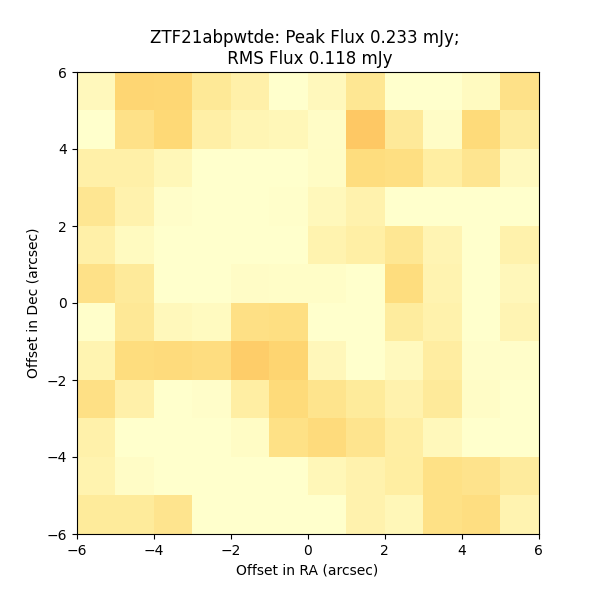 ZTF21abpwtde: Peak Flux 0.233 mJy;
RMS Flux 0.118 mJy
6
4
2
0
−2
−4
−6
Offset in Dec (arcsec)
−6 −4 −2 0 2 4 6
Offset in RA (arcsec)